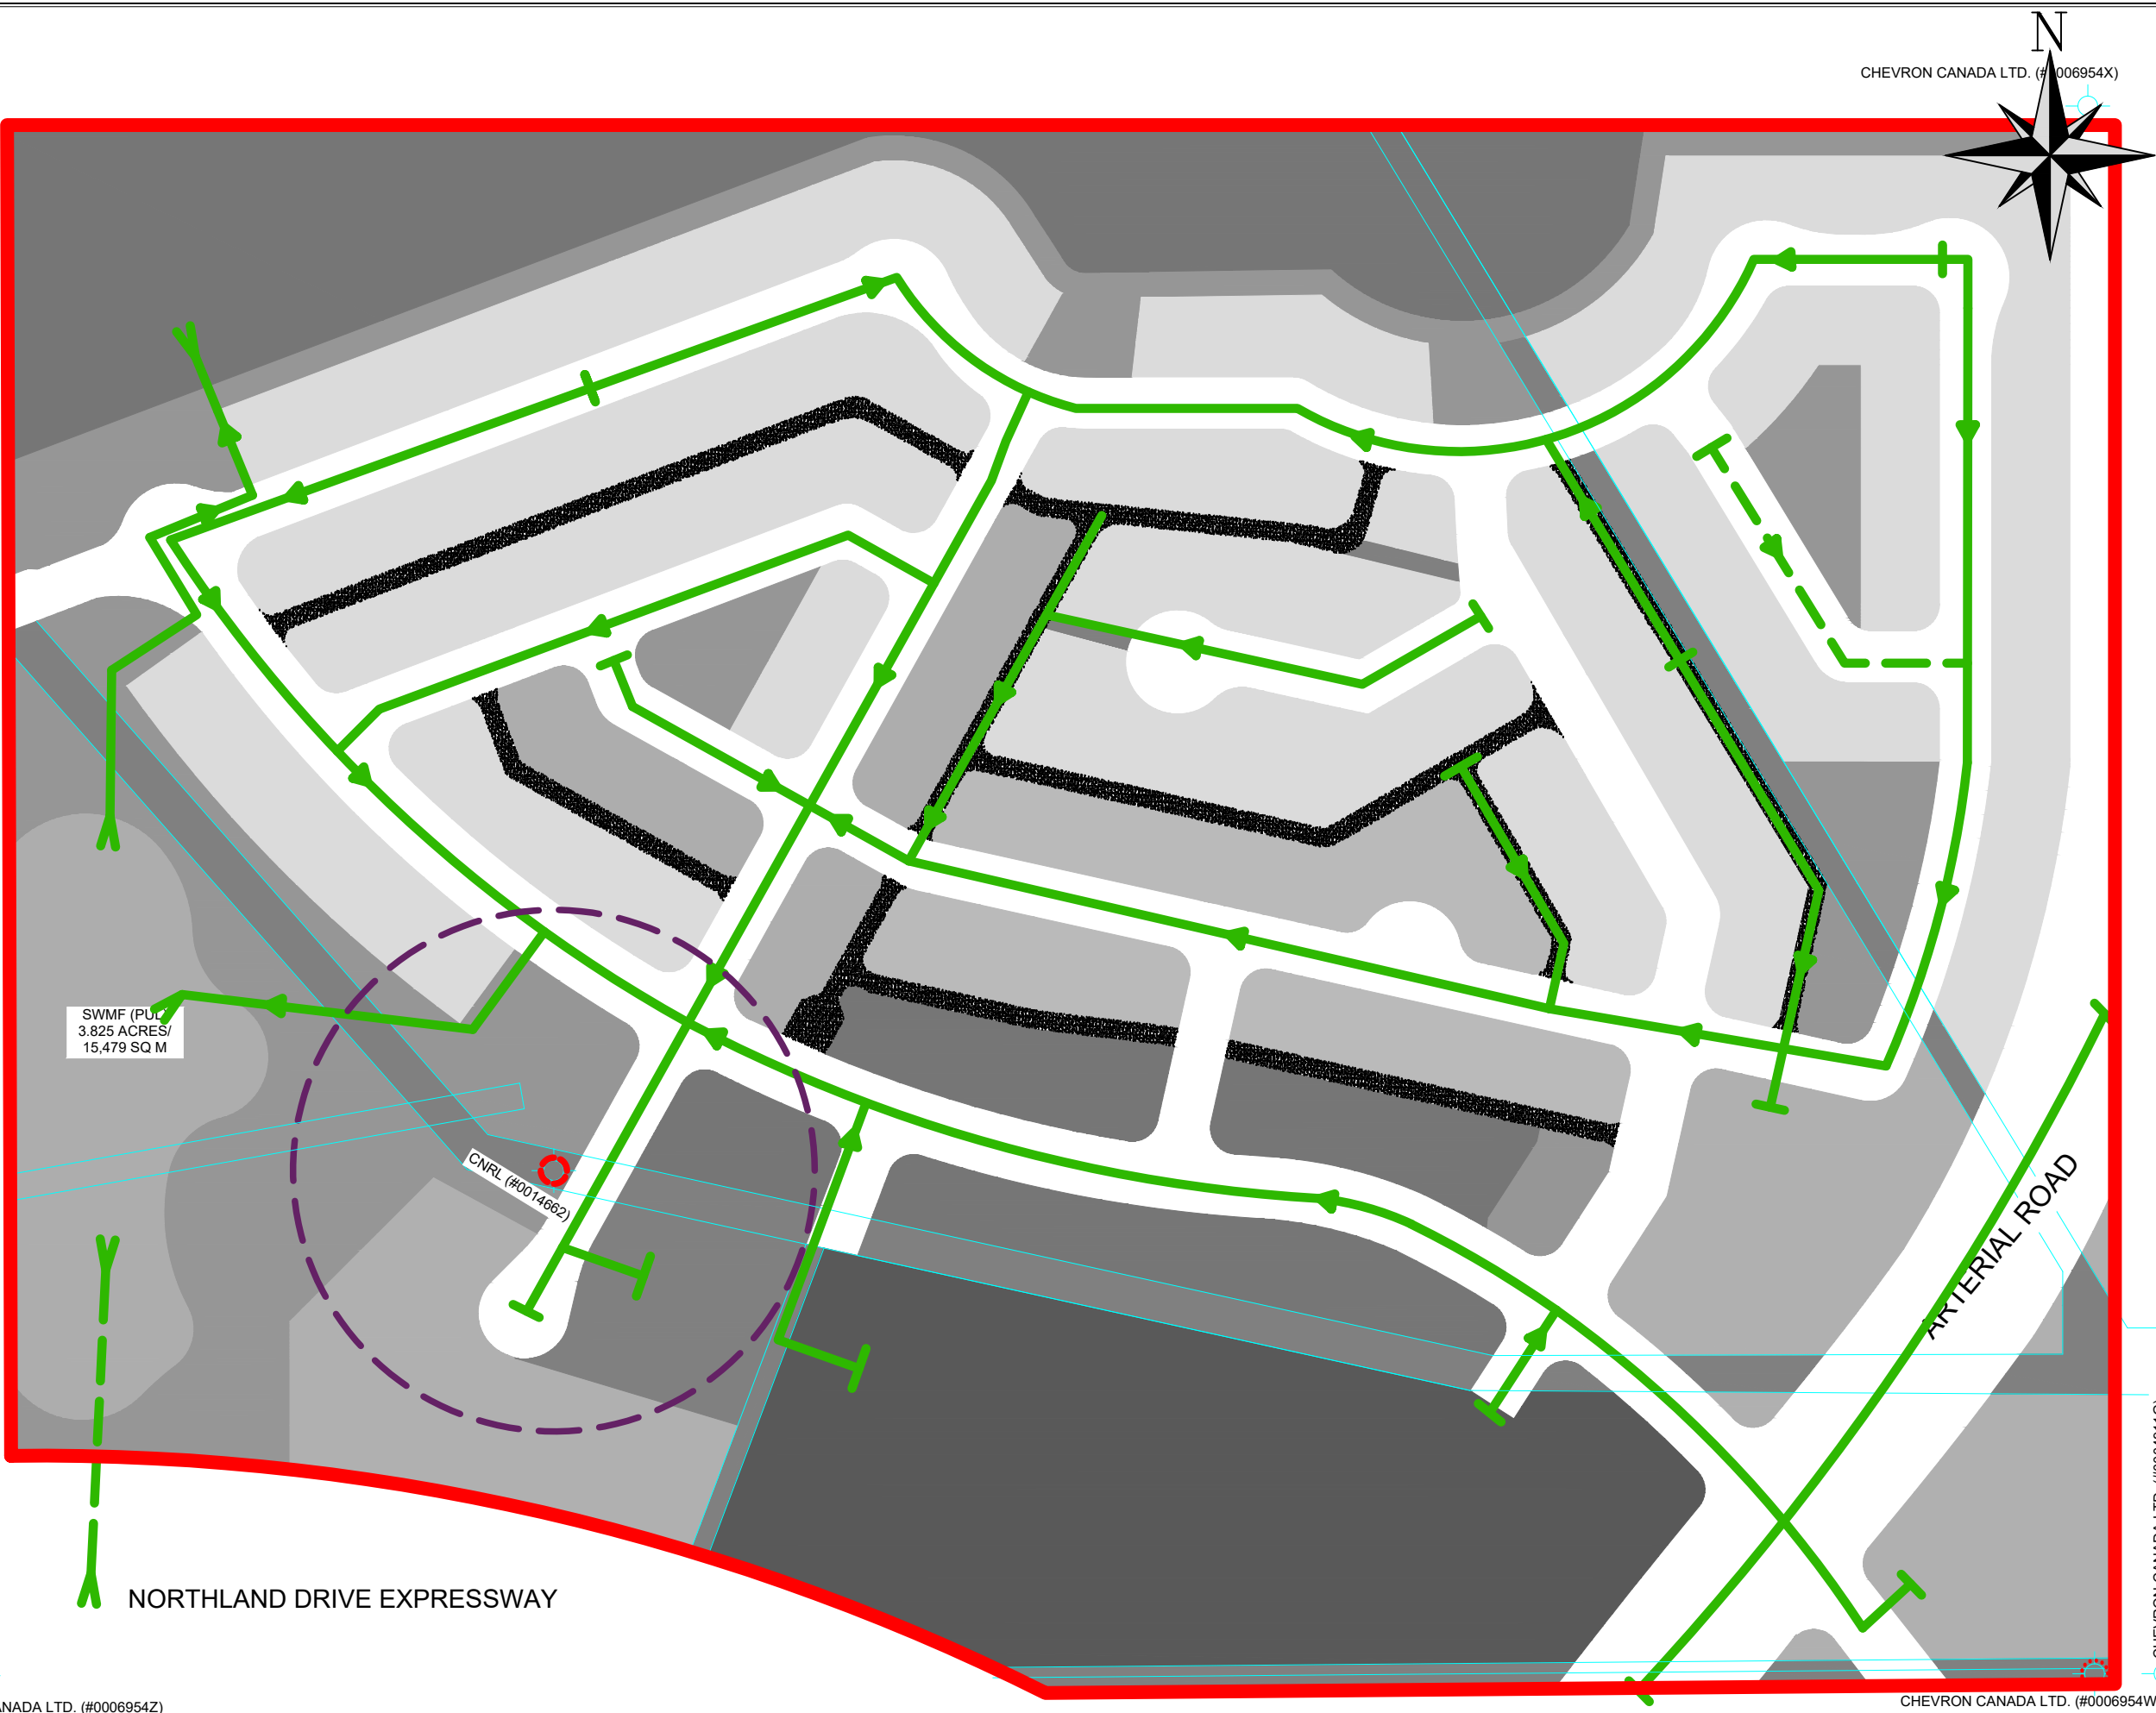 N
CHEVRON CANADA LTD. (#0006954X)
SWMF (PUL)
3.825 ACRES/
15,479 SQ M
CNRL (#0014662)
ARTERIAL ROAD
NORTHLAND DRIVE EXPRESSWAY
ANADA LTD. (#0006954Z)
CHEVRON CANADA LTD. (#0006954W